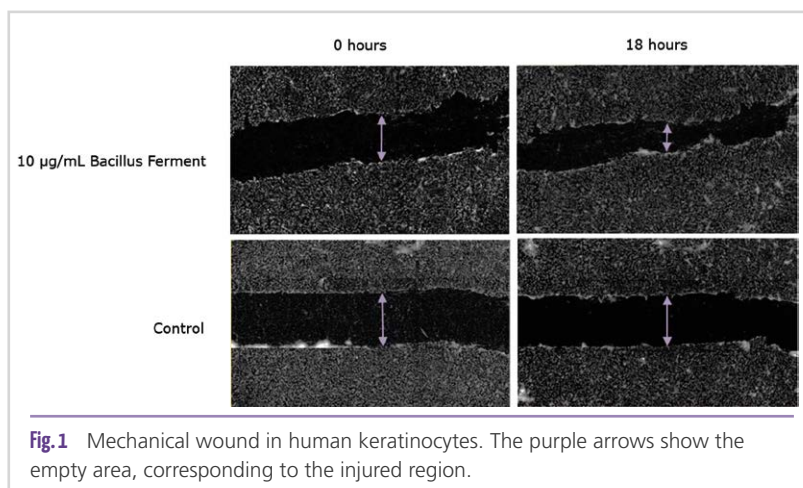 0 hours 18 hours
10 µg/mL Bacillus Ferment
Control
Fig.1 Mechanical wound in human keratinocytes. The purple arrows show the
empty area, corresponding to the injured region.